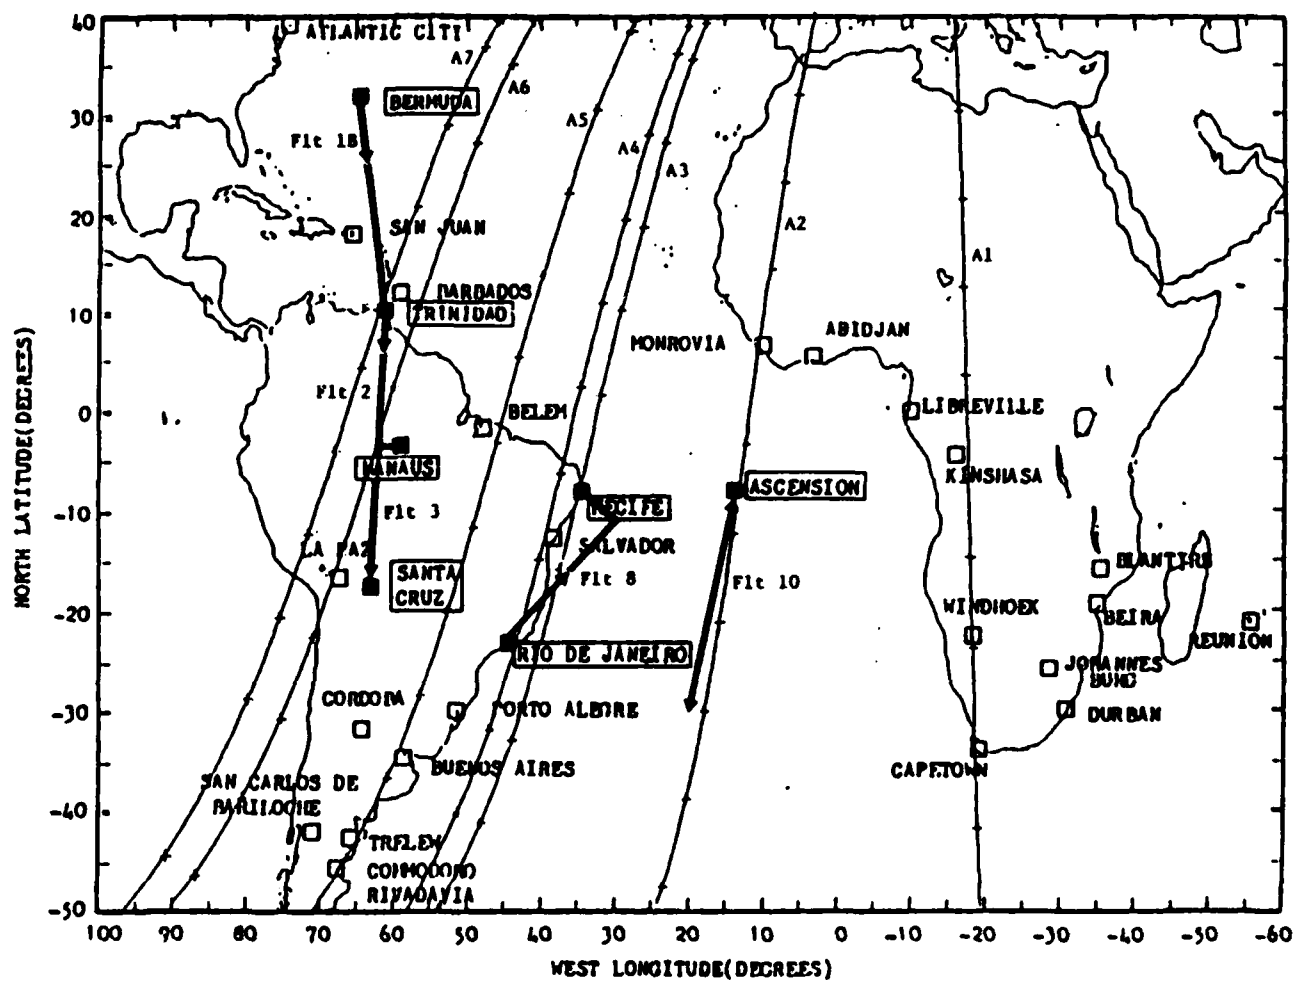 ATLANTIC CITI
A7
A6
BERMUDA
A5
Flt 1B
A4
A3
A2
SAN JUAN
A1
BARBADOS
TRINIDAD
MONROVIA
ABIDJAN
Flt 2
BELEM
LIBREVILLE
MANAUS
KINSHASA
ASCENSION
RECIFE
Flt 3
LA PAZ
SALVADOR
BLANTIRE
SANTA
CRUZ
Flt 8
Flt 10
WINDHOEK
BEIRA
REUNION
RIO DE JANEIRO
JOHANNES
BURG
CORDOBA
PORTO ALEGRE
DURBAN
BUENOS AIRES
CAPETOWN
SAN CARLOS DE
BARILOCHE
TRELEW
COMMODORO
RIVADAVIA
NORTH LATITUDE(DEGREES)
40
30
20
10
0
-10
-20
-30
-40
-50
100 90 80 70 60 50 40 30 20 10 0 -10 -20 -30 -40 -50 -60
WEST LONGITUDE(DEGREES)